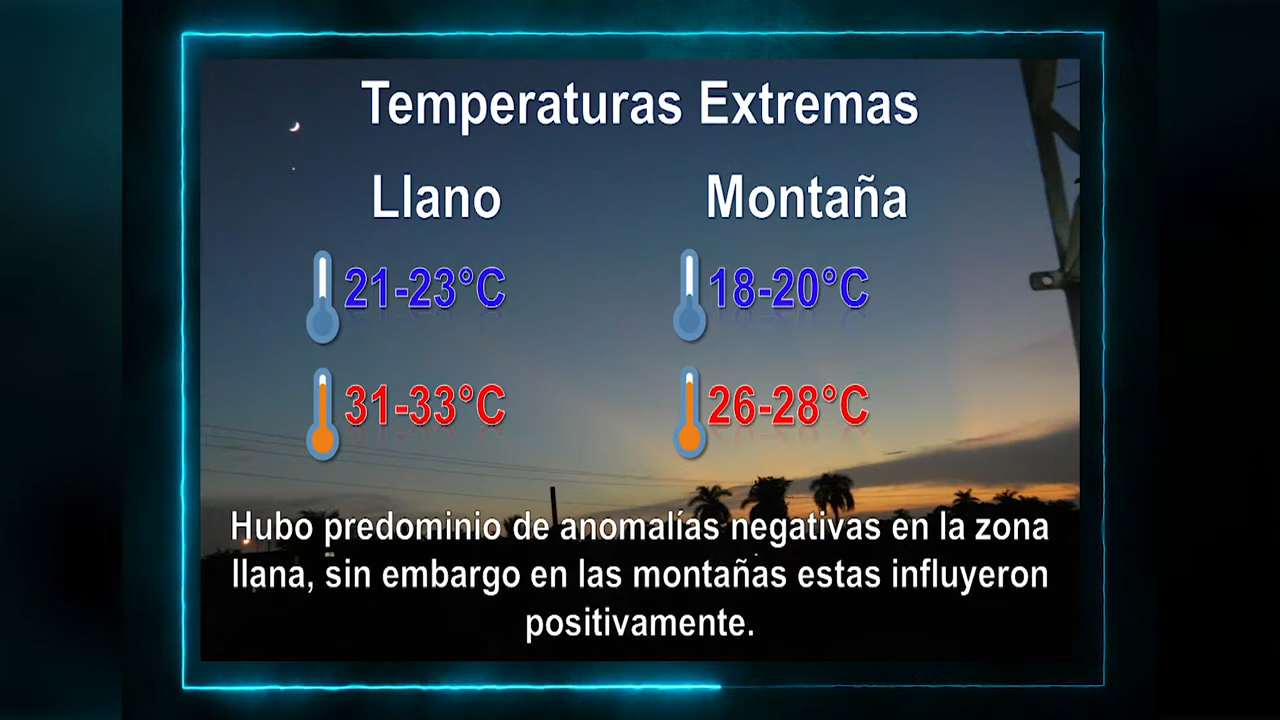 Temperaturas Extremas
Llano
Montaña
21-23°C
18-20°C
31-33°C
26-28°C
Hubo predominio de anomalías negativas en la zona
llana, sin embargo en las montañas estas influyeron
positivamente.